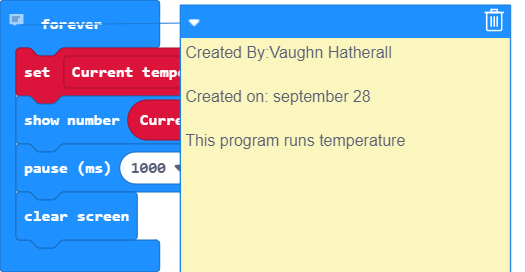 forever
set Current tempe
show number Curre
pause (ms) 1000
clear screen
Created By:Vaughn Hatherall
Created on: september 28
This program runs temperature